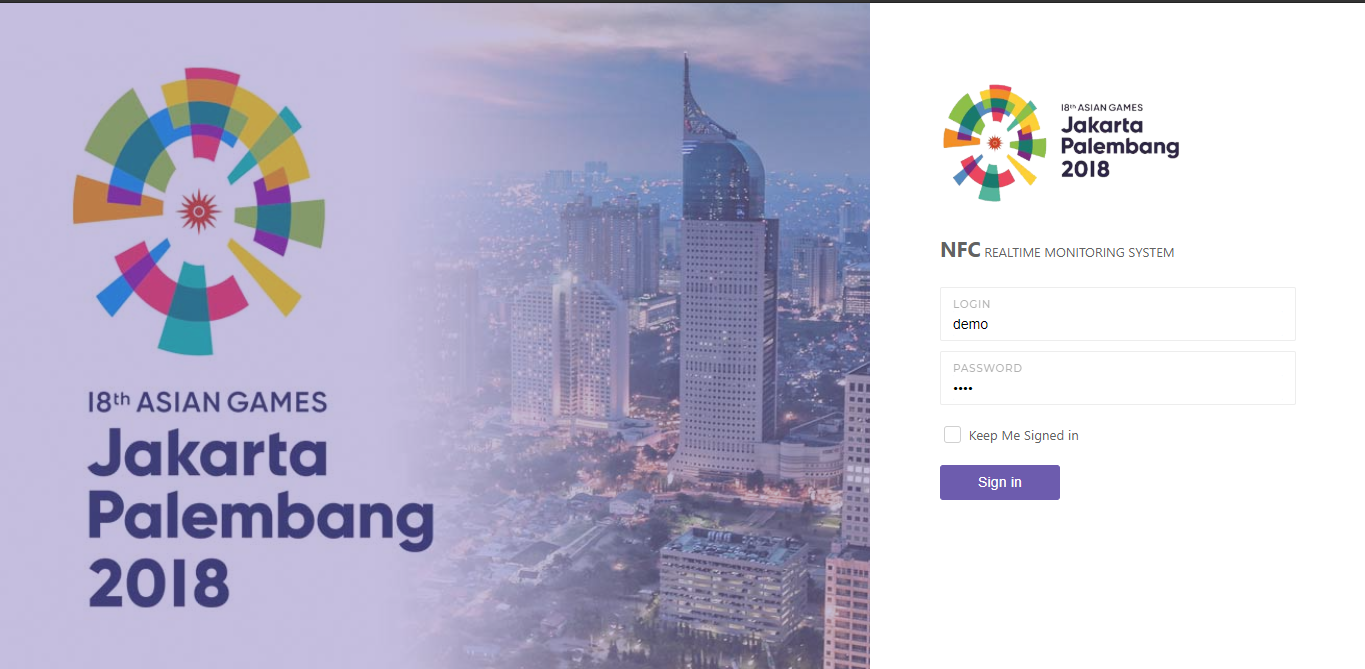 18th ASIAN GAMES
Jakarta
Palembang
2018
18th ASIAN GAMES
Jakarta
Palembang
2018
NFC REALTIME MONITORING SYSTEM
LOGIN
demo
PASSWORD
••••
Keep Me Signed in
Sign in